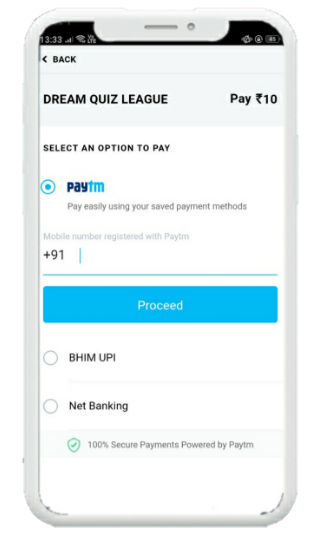 13:33
85
BACK
DREAM QUIZ LEAGUE Pay ₹10
SELECT AN OPTION TO PAY
paytm
Pay easily using your saved payment methods
Mobile number registered with Paytm
+91
Proceed
BHIM UPI
Net Banking
100% Secure Payments Powered by Paytm